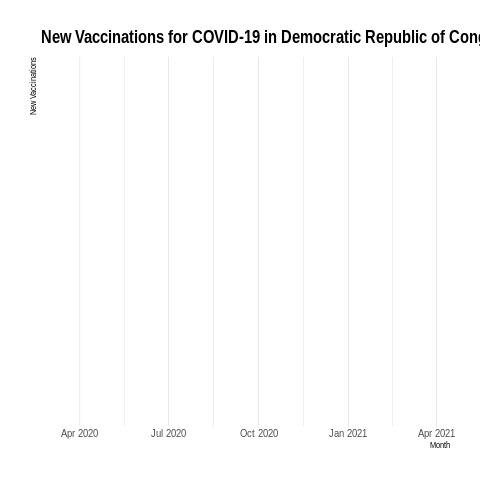 New Vaccinations for COVID-19 in Democratic Republic of Cong
New Vaccinations
Apr 2020 Jul 2020 Oct 2020 Jan 2021 Apr 2021
Month